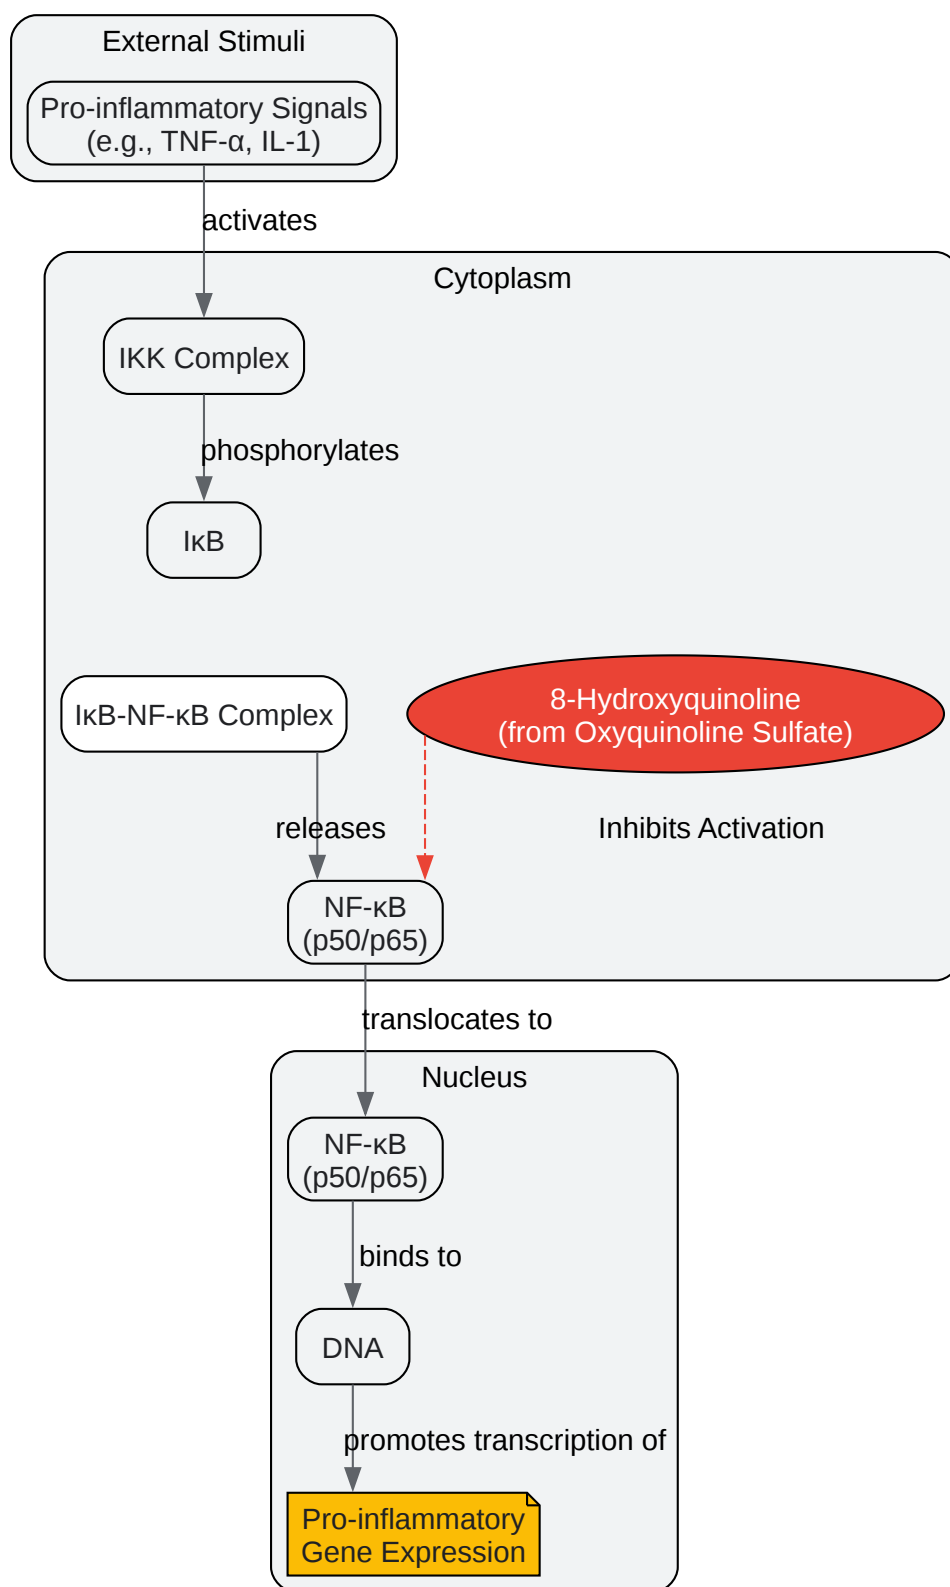 External Stimuli
Pro-inflammatory Signals
(e.g., TNF-α, IL-1)
activates
Cytoplasm
IKK Complex
phosphorylates
IκB
IκB-NF-κB Complex
8-Hydroxyquinoline
(from Oxyquinoline Sulfate)
releases
Inhibits Activation
NF-κB
(p50/p65)
translocates to
Nucleus
NF-κB
(p50/p65)
binds to
DNA
promotes transcription of
Pro-inflammatory
Gene Expression